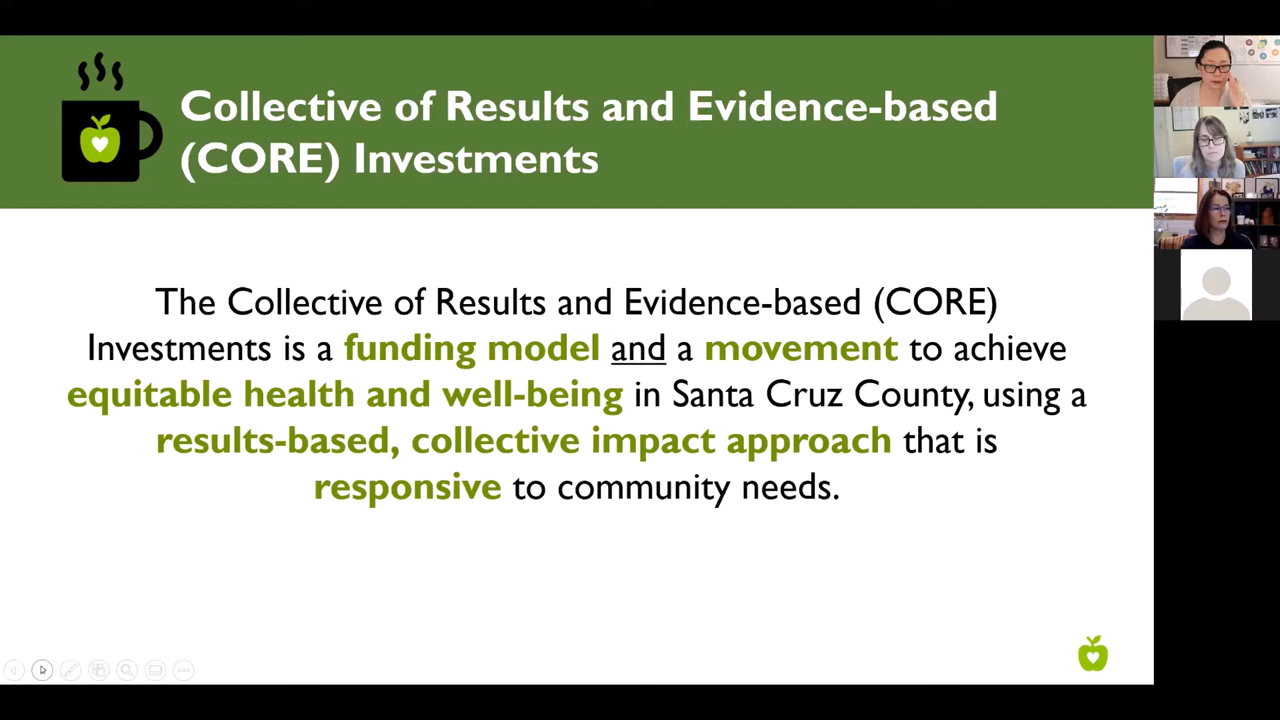 Collective of Results and Evidence-based
(CORE) Investments
The Collective of Results and Evidence-based (CORE)
Investments is a funding model and a movement to achieve
equitable health and well-being in Santa Cruz County, using a
results-based, collective impact approach that is
responsive to community needs.